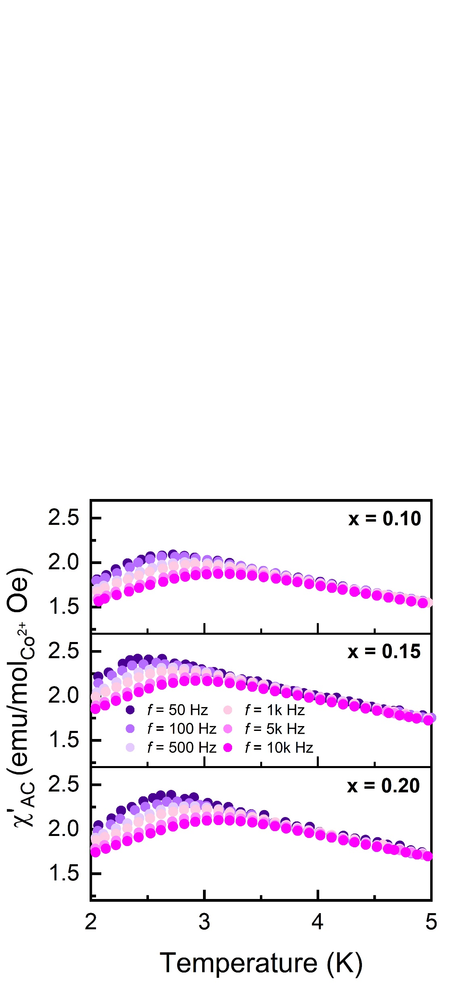 χ'AC (emu/molCo2+ Oe)
2.5
x = 0.10
2.0
1.5
2.5
x = 0.15
2.0
f = 50 Hz
f = 1k Hz
f = 100 Hz
f = 5k Hz
1.5
f = 500 Hz
f = 10k Hz
2.5
x = 0.20
2.0
1.5
2 3 4 5
Temperature (K)